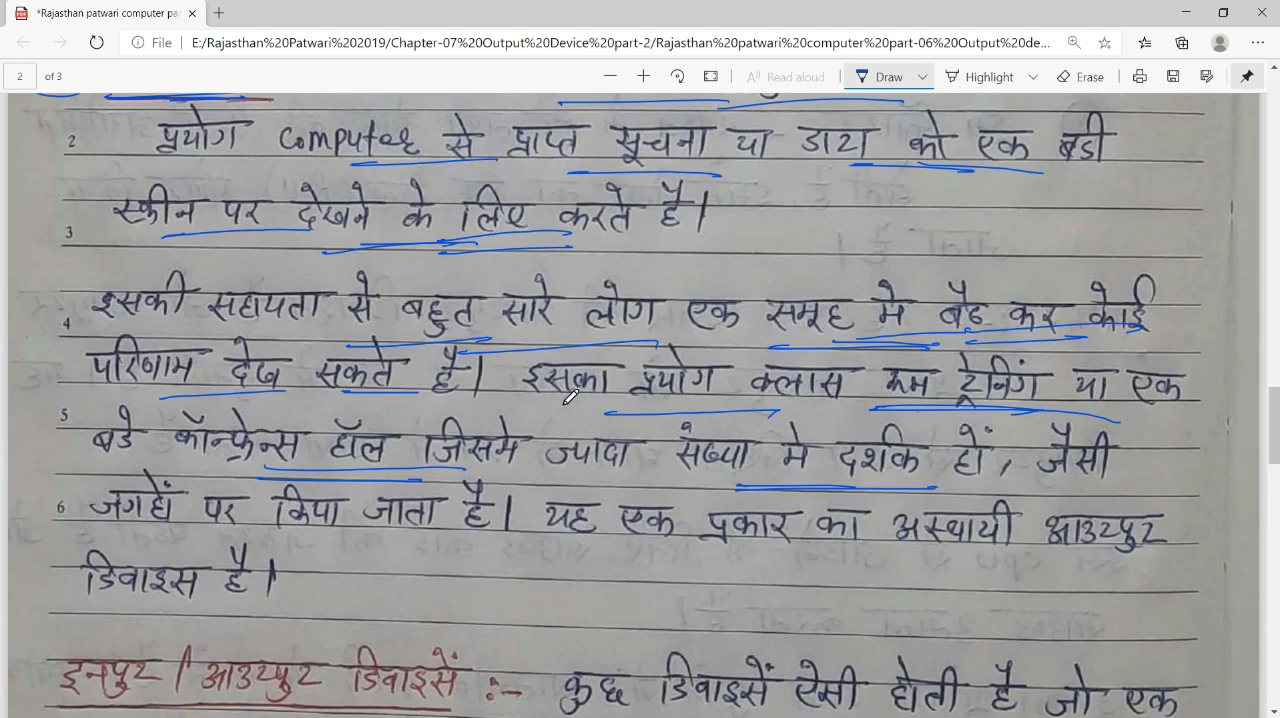 *Rajasthan patwari computer pa
File E:/Rajasthan%20Patwari%202019/Chapter-07%20Output%20Device%20part-2/Rajasthan%20patwari%20computer%20part-06%20Output%20de...
2 of 3 Read aloud Draw Highlight Erase
2 प्रयोग Computer से प्राप्त सूचना या डाटा को एक बडी
स्कीन पर देखने के लिए करते है।
3
इसकी सहायता से बहुत सारे लोग एक समूह मे बैठ कर कोई
4
परिणाम देख सकते है। इसका प्रयोग क्लास रूम ट्रेनिंग या एक
5
बडे कॉन्फ्रेन्स हॉल जिसमे ज्यादा संख्या मे दर्शक हों, जैसी
6 जगहों पर किया जाता है। यह एक प्रकार का अस्थायी आउटपुट
डिवाइस है।
इनपुट / आउटपुट डिवाइसें :- कुछ डिवाइसें ऐसी होती है जो एक